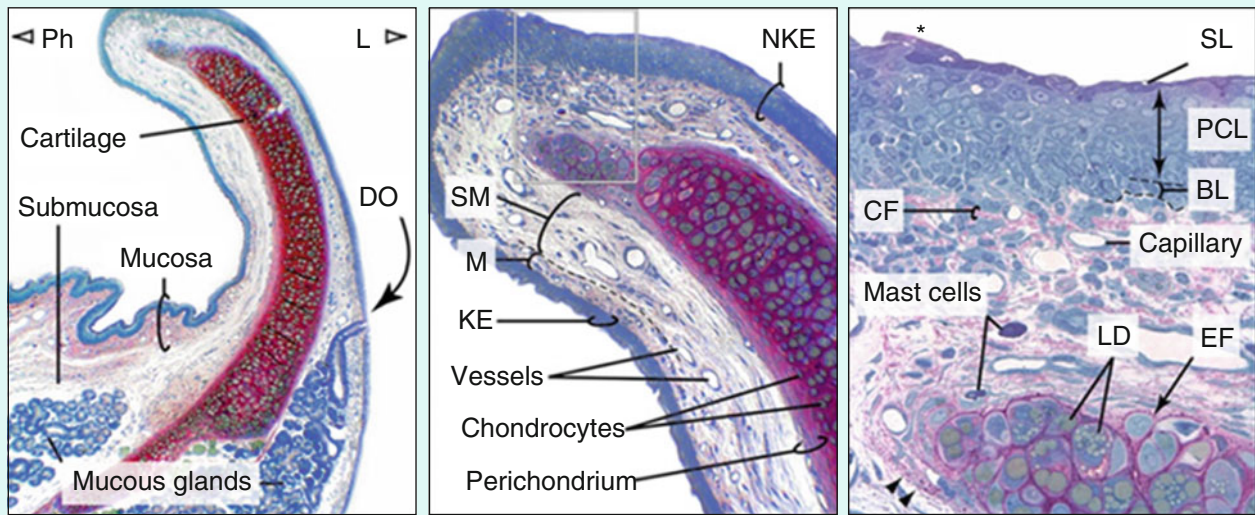 Ph
L
Cartilage
Submucosa
DO
Mucosa
Mucous glands
NKE
SM
M
KE
Vessels
Chondrocytes
Perichondrium
*
SL
PCL
BL
CF
Capillary
Mast cells
LD
EF